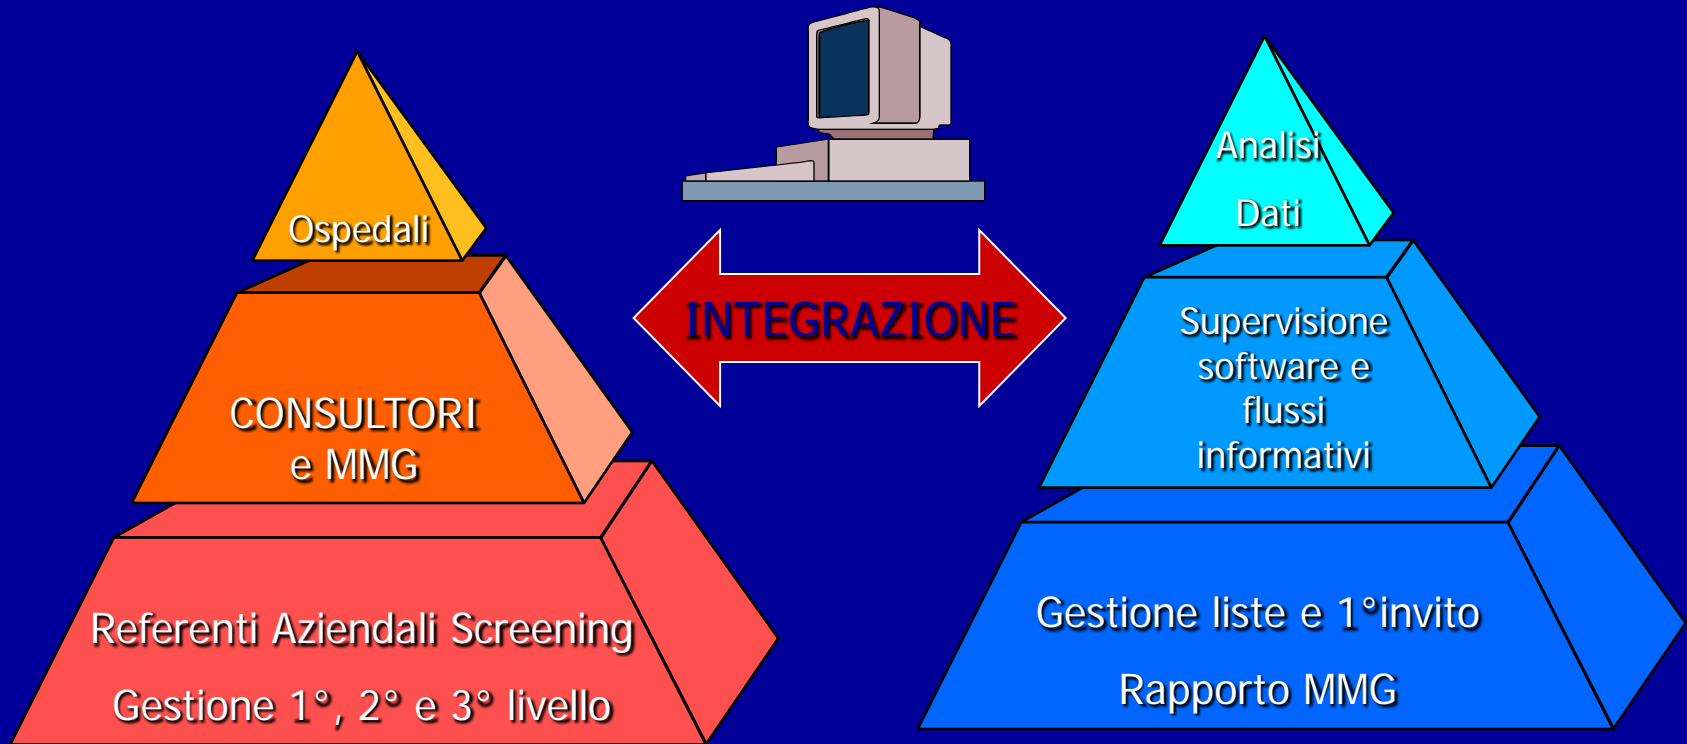 Ospedali
CONSULTORI
e MMG
Referenti Aziendali Screening
Gestione 1°, 2° e 3° livello
INTEGRAZIONE
Analisi
Dati
Supervisione
software e
flussi
informativi
Gestione liste e 1°invito
Rapporto MMG